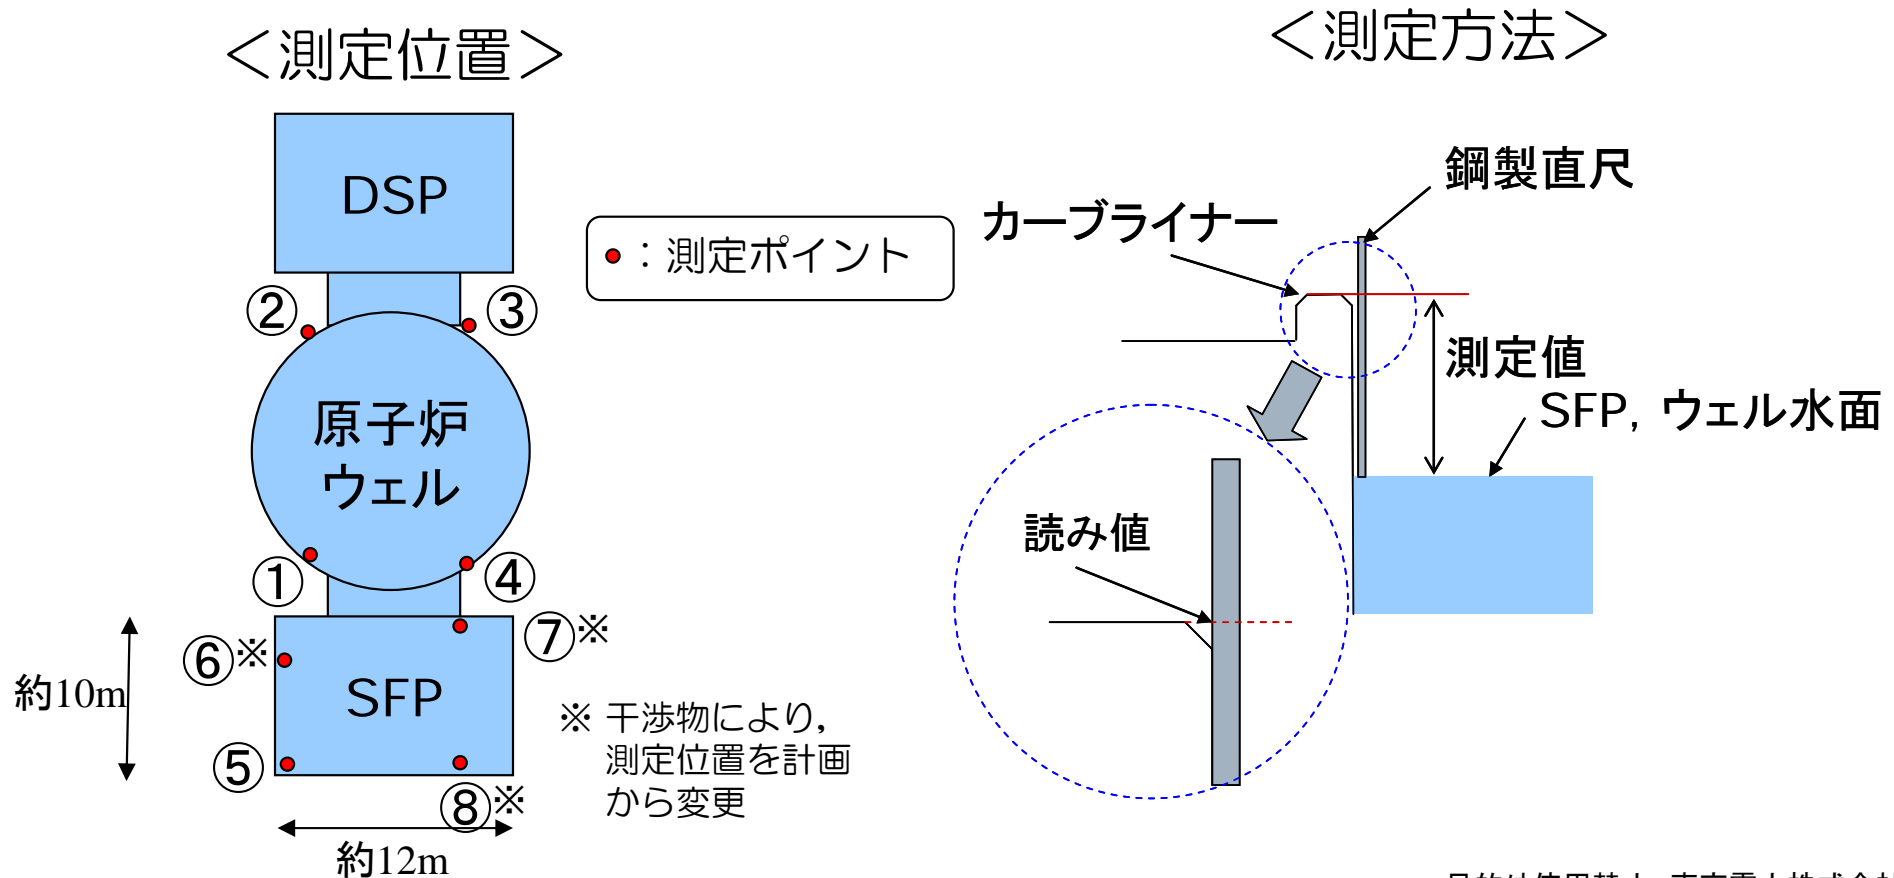 ＜測定位置＞
DSP
●：測定ポイント
②
③
原子炉
ウェル
①
④
⑥※
⑦※
SFP
約10m
⑤
⑧※
約12m
※ 干渉物により，
測定位置を計画
から変更
＜測定方法＞
鋼製直尺
カーブライナー
測定値
SFP，ウェル水面
読み値